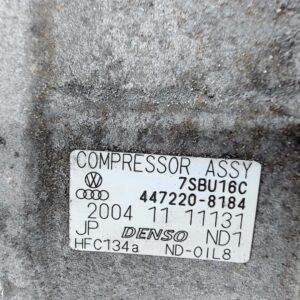 COMPRESSOR ASSY
7SBU16C
447220-8184
2004 11 11131
JP DENSO ND1
HFC134a ND-OIL8